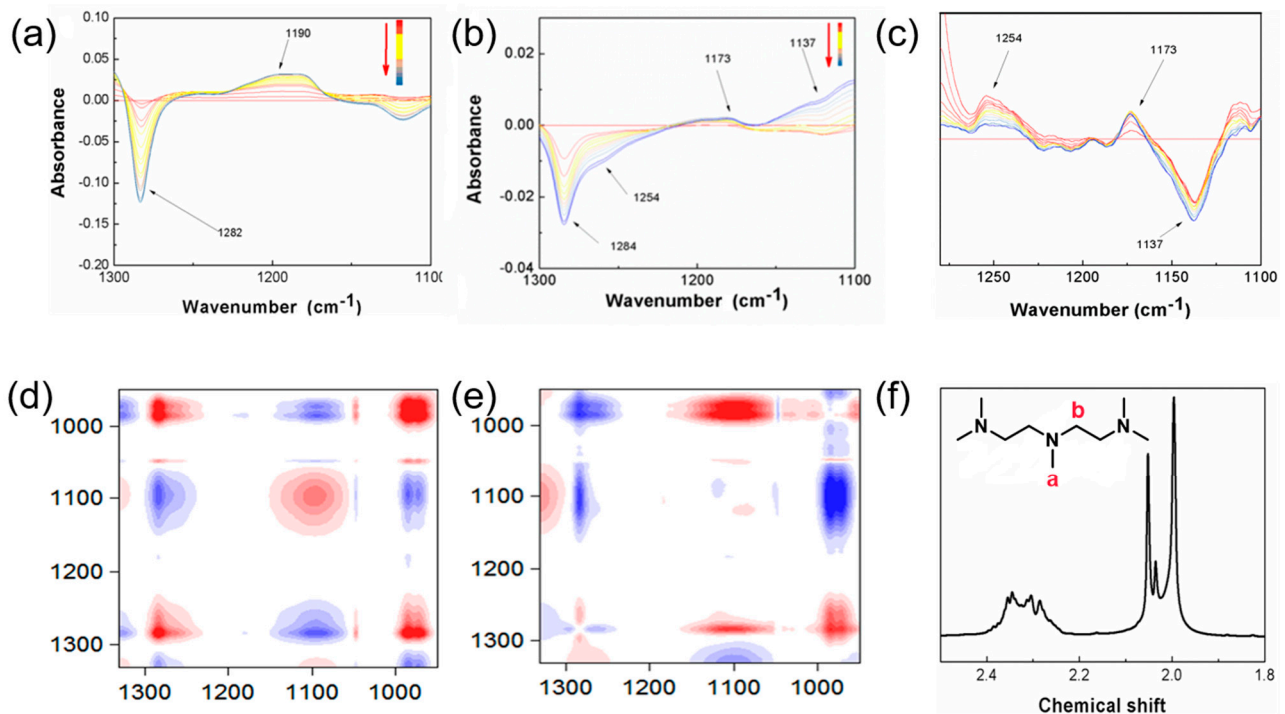 (a)
0.10
0.05
0.00
-0.05
-0.10
-0.15
-0.20
Absorbance
1190
1282
1300 1200 1100
Wavenumber (cm-1)
(b)
0.02
0.00
-0.02
-0.04
Absorbance
1173
1137
1254
1284
1300 1200 1100
Wavenumber (cm-1)
(c)
1254
1173
1137
1250 1200 1150 1100
Wavenumber (cm-1)
(d)
1000
1100
1200
1300
1300 1200 1100 1000
(e)
1000
1100
1200
1300
1300 1200 1100 1000
(f)
b
N N
N
a
2.4 2.2 2.0 1.8
Chemical shift